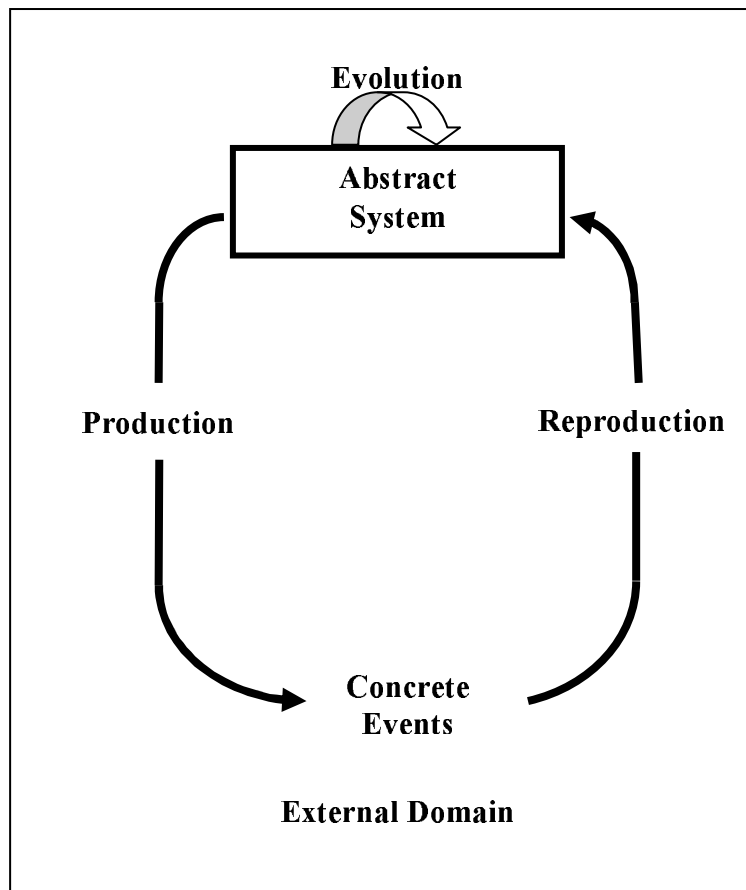 Evolution
Abstract
System
Production
Reproduction
Concrete
Events
External Domain